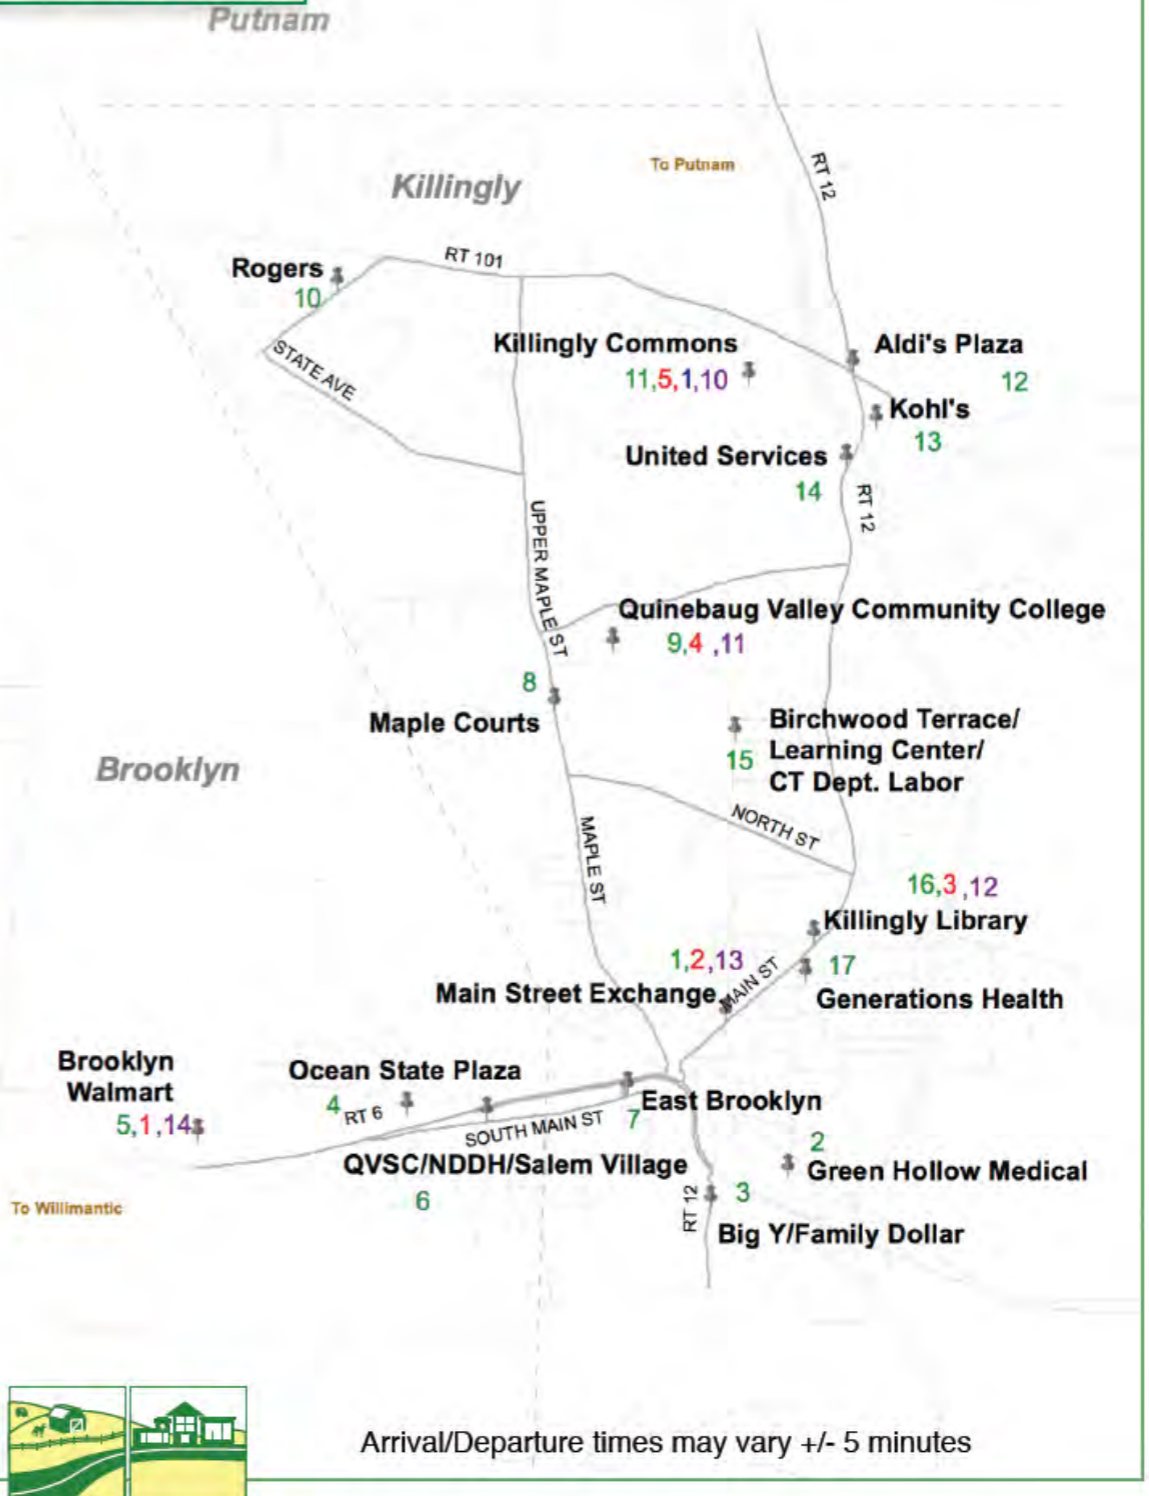 Putnam
To Putnam
RT 12
Killingly
RT 101
Rogers
10
STATE AVE
Killingly Commons
11,5,1,10
Aldi's Plaza
12
Kohl's
13
United Services
14
RT 12
UPPER MAPLE ST
Quinebaug Valley Community College
9,4 ,11
8
Maple Courts
Birchwood Terrace/
Learning Center/
CT Dept. Labor
15
Brooklyn
NORTH ST
MAPLE ST
16,3 ,12
Killingly Library
1,2,13
MAIN ST
17
Main Street Exchange
Generations Health
Brooklyn
Walmart
5,1 ,14
Ocean State Plaza
4
RT 6
SOUTH MAIN ST
7
East Brooklyn
2
Green Hollow Medical
QVSC/NDDH/Salem Village
6
RT 12
3
Big Y/Family Dollar
To Willimantic
Arrival/Departure times may vary +/- 5 minutes